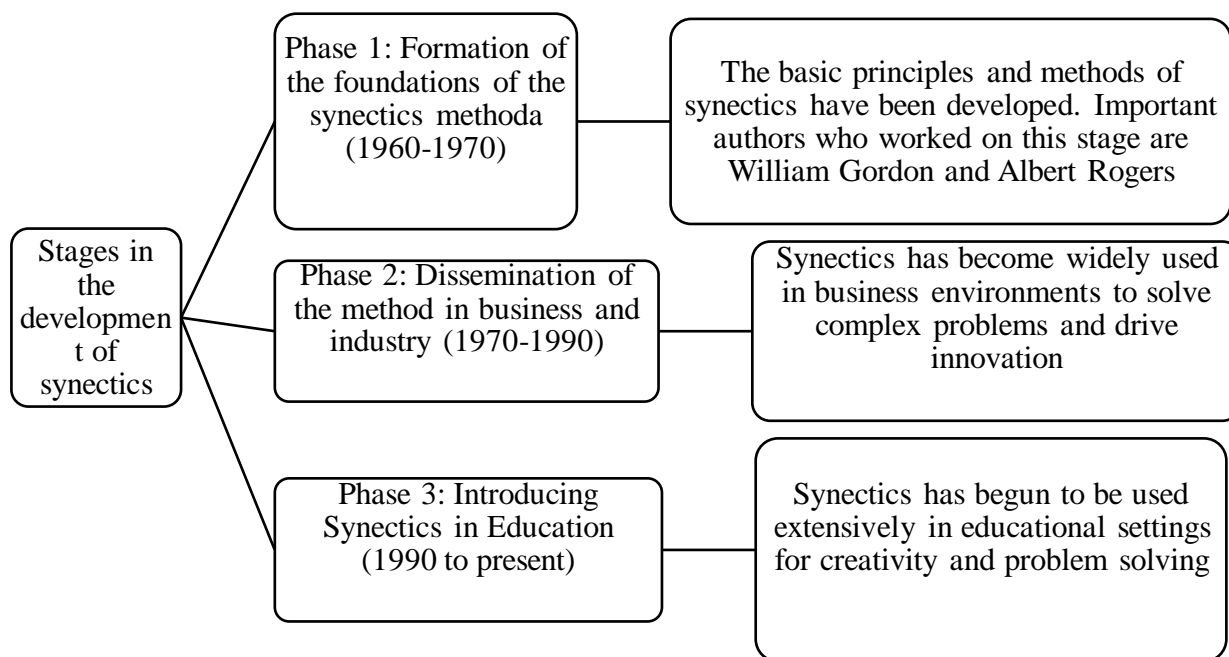 Stages in
the
developmen
t of
synectics
Phase 1: Formation of
the foundations of the
synectics methoda
(1960-1970)
The basic principles and methods of
synectics have been developed. Important
authors who worked on this stage are
William Gordon and Albert Rogers
Phase 2: Dissemination of
the method in business and
industry (1970-1990)
Synectics has become widely used
in business environments to solve
complex problems and drive
innovation
Phase 3: Introducing
Synectics in Education
(1990 to present)
Synectics has begun to be used
extensively in educational settings
for creativity and problem solving